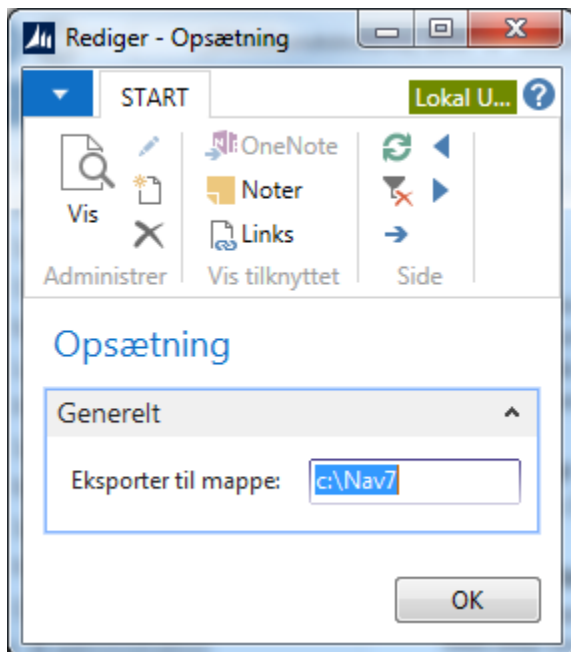 Rediger - Opsætning
START
Lokal U...
?
Vis
OneNote
Noter
Links
Administrer
Vis tilknyttet
Side
Opsætning
Generelt
Eksporter til mappe: c:\Nav7
OK